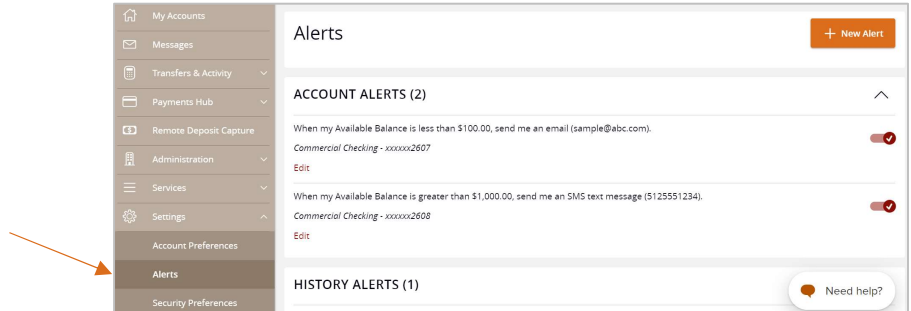 My Accounts
Messages
Transfers & Activity
Payments Hub
Remote Deposit Capture
Administration
Services
Settings
Account Preferences
Alerts
Security Preferences
Alerts
+ New Alert
ACCOUNT ALERTS (2)
When my Available Balance is less than $100.00, send me an email (sample@abc.com).
Commercial Checking - xxxxxx2607
Edit
When my Available Balance is greater than $1,000.00, send me an SMS text message (5125551234).
Commercial Checking - xxxxxx2608
Edit
HISTORY ALERTS (1)
Need help?